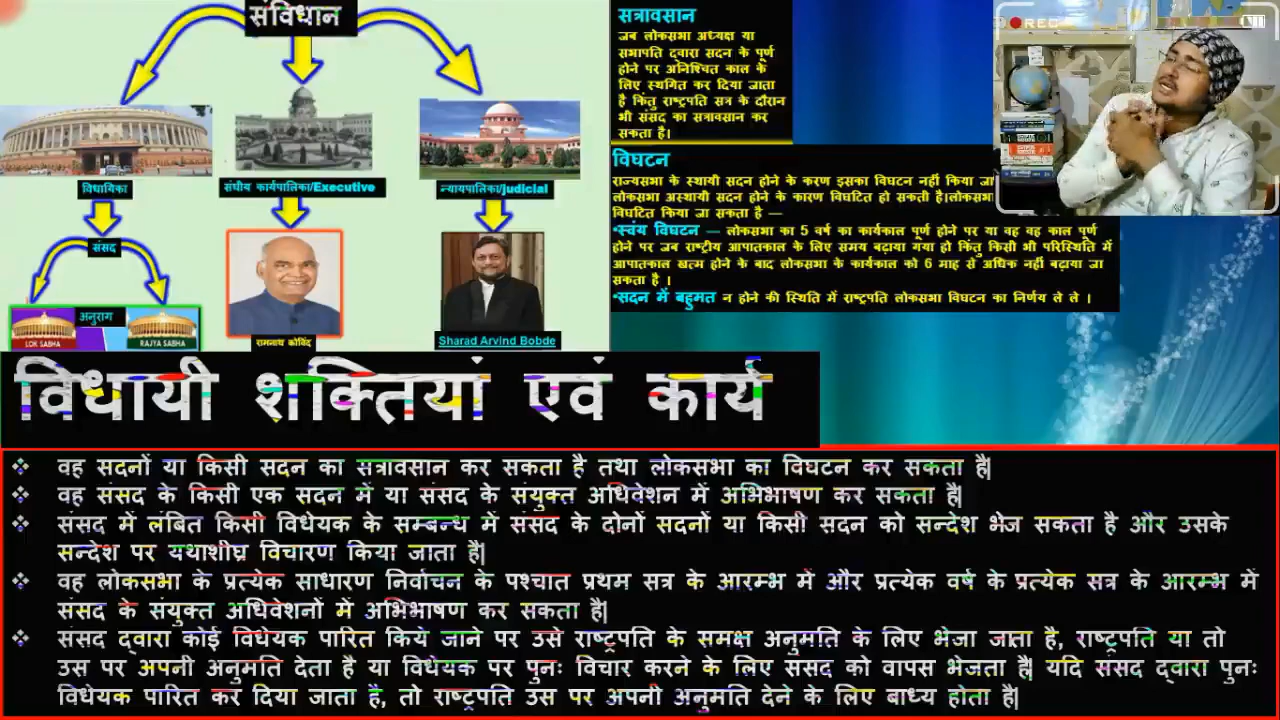 संविधान
विधायिका
संघीय कार्यपालिका/Executive
न्यायपालिका/judicial
संसद
अनुराग
LOK SABHA
RAJYA SABHA
रामनाथ कोविंद
Sharad Arvind Bobde
सत्रावसान
जब लोकसभा अध्यक्ष या
सभापति द्वारा सदन के पूर्ण
होने पर अनिश्चित काल के
लिए स्थगित कर दिया जाता
है किंतु राष्ट्रपति सत्र के दौरान
भी संसद का सत्रावसान कर
सकता है।
REC
विघटन
राज्यसभा के स्थायी सदन होने के करण इसका विघटन नहीं किया जा
लोकसभा अस्थायी सदन होने के कारण विघटित हो सकती है।लोकसभा
विघटित किया जा सकता है —
•स्वंय विघटन — लोकसभा का 5 वर्ष का कार्यकाल पूर्ण होने पर या वह वह काल पूर्ण
होने पर जब राष्ट्रीय आपातकाल के लिए समय बढ़ाया गया हो किंतु किसी भी परिस्थिति में
आपातकाल खत्म होने के बाद लोकसभा के कार्यकाल को 6 माह से अधिक नहीं बढ़ाया जा
सकता है ।
•सदन में बहुमत न होने की स्थिति में राष्ट्रपति लोकसभा विघटन का निर्णय ले ले ।
विधायी शक्तियां एवं कार्य
❖ वह सदनों या किसी सदन का सत्रावसान कर सकता है तथा लोकसभा का विघटन कर सकता है|
❖ वह संसद के किसी एक सदन में या संसद के संयुक्त अधिवेशन में अभिभाषण कर सकता है|
❖ संसद में लंबित किसी विधेयक के सम्बन्ध में संसद के दोनों सदनों या किसी सदन को सन्देश भेज सकता है और उसके
सन्देश पर यथाशीघ्र विचारण किया जाता है|
❖ वह लोकसभा के प्रत्येक साधारण निर्वाचन के पश्चात प्रथम सत्र के आरम्भ में और प्रत्येक वर्ष के प्रत्येक सत्र के आरम्भ में
संसद के संयुक्त अधिवेशनों में अभिभाषण कर सकता है|
❖ संसद द्वारा कोई विधेयक पारित किये जाने पर उसे राष्ट्रपति के समक्ष अनुमति के लिए भेजा जाता है, राष्ट्रपति या तो
उस पर अपनी अनुमति देता है या विधेयक पर पुनः विचार करने के लिए संसद को वापस भेजता है| यदि संसद द्वारा पुनः
विधेयक पारित कर दिया जाता है, तो राष्ट्रपति उस पर अपनी अनुमति देने के लिए बाध्य होता है|